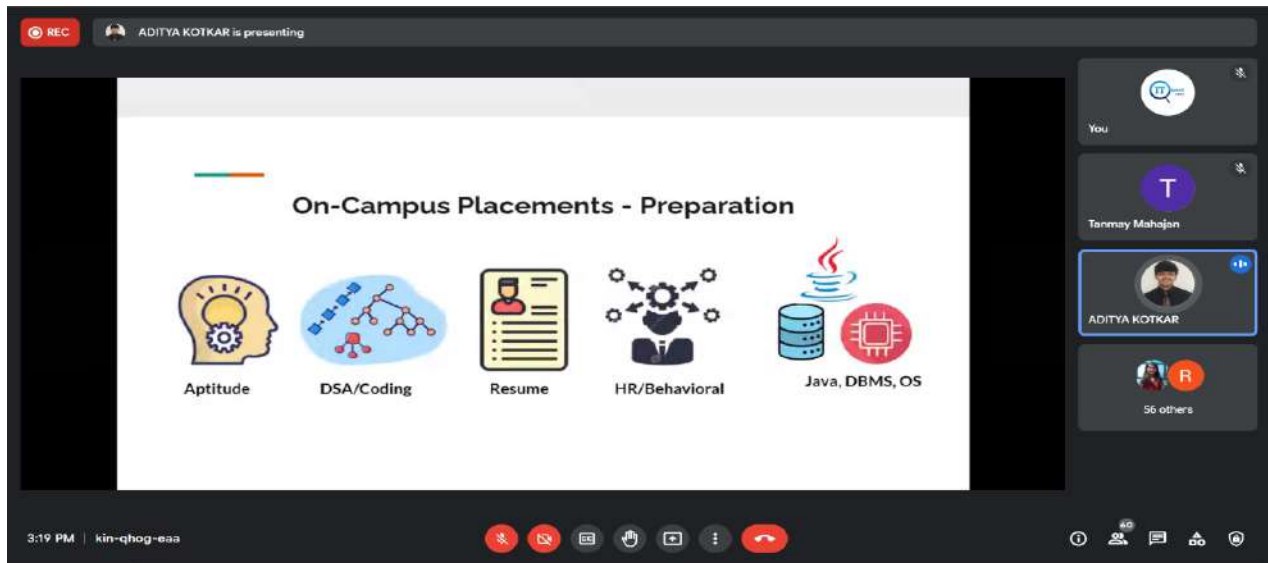 REC
ADITYA KOTKAR is presenting
You
Tanmay Mahajan
T
ADITYA KOTKAR
R
56 others
On-Campus Placements - Preparation
Aptitude
DSA/Coding
Resume
HR/Behavioral
Java, DBMS, OS
3:19 PM | kin-qhog-eaa
60